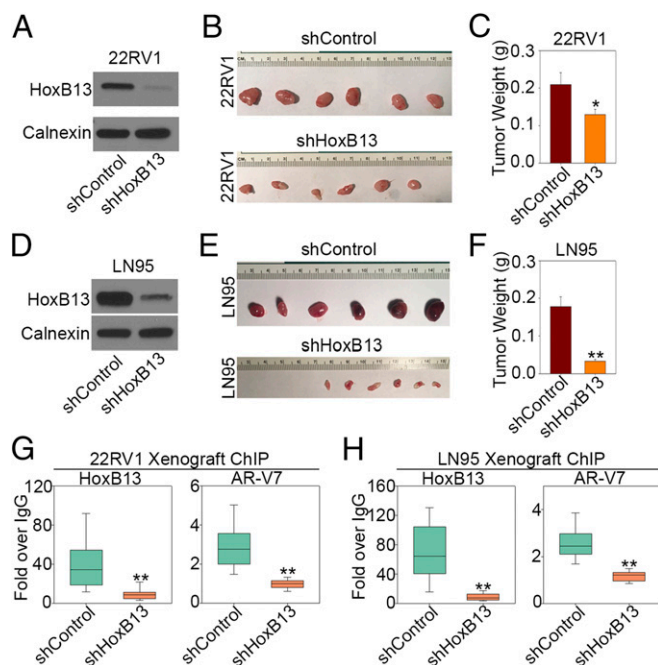 A
22RV1
HoxB13
Calnexin
shControl
shHoxB13
B
shControl
22RV1
shHoxB13
22RV1
C
22RV1
Tumor Weight (g)
0.3
0.2
0.1
0.0
*
shControl
shHoxB13
D
LN95
HoxB13
Calnexin
shControl
shHoxB13
E
shControl
LN95
shHoxB13
LN95
F
LN95
Tumor Weight (g)
0.3
0.2
0.1
0.0
**
shControl
shHoxB13
G
22RV1 Xenograft ChIP
HoxB13
AR-V7
Fold over IgG
120
80
40
0
**
shControl
shHoxB13
6
4
2
0
**
shControl
shHoxB13
H
LN95 Xenograft ChIP
HoxB13
AR-V7
Fold over IgG
160
120
80
40
0
**
shControl
shHoxB13
4
2
0
**
shControl
shHoxB13